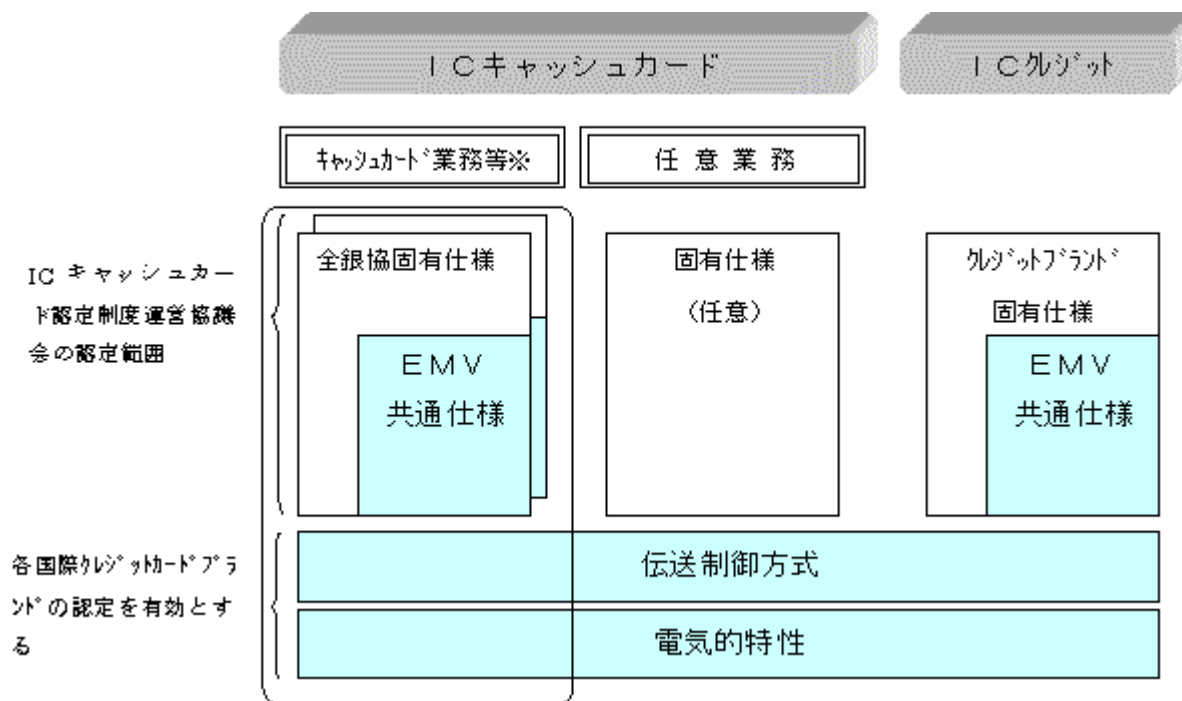 ＩＣキャッシュカード
ＩＣｸﾚｼﾞｯﾄ
ｷｬｯｼｭｶｰﾄﾞ業務等※
任意業務
IC キャッシュカー
ド認定制度運営協議
会の認定範囲
全銀協固有仕様
ＥＭＶ
共通仕様
固有仕様
（任意）
ｸﾚｼﾞｯﾄﾌﾞﾗﾝﾄﾞ
固有仕様
ＥＭＶ
共通仕様
各国際ｸﾚｼﾞｯﾄｶｰﾄﾞﾌﾞﾗ
ﾝﾄﾞの認定を有効とす
る
伝送制御方式
電気的特性